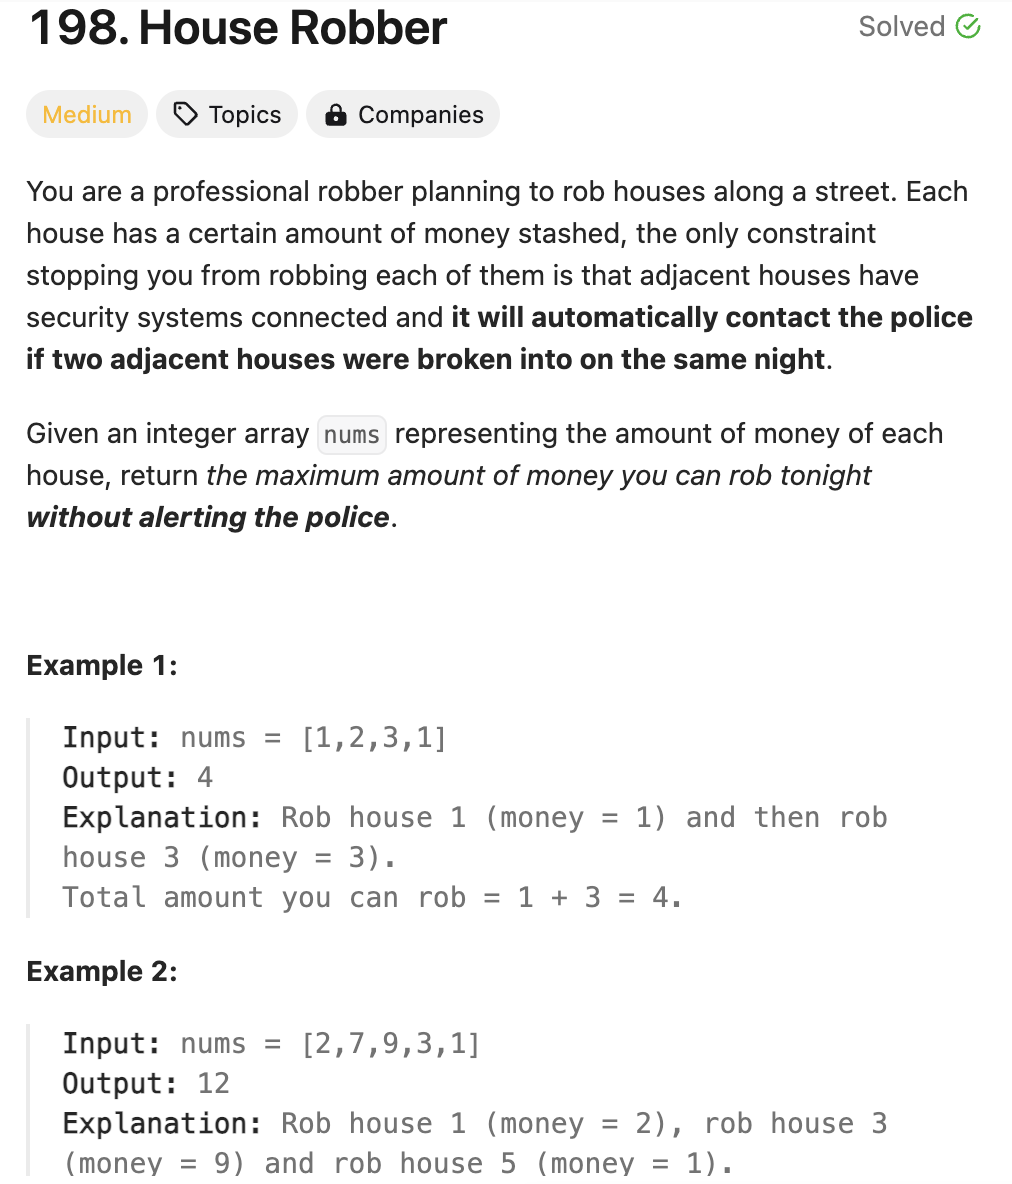 198. House Robber
Solved
Medium
Topics
Companies
You are a professional robber planning to rob houses along a street. Each
house has a certain amount of money stashed, the only constraint
stopping you from robbing each of them is that adjacent houses have
security systems connected and it will automatically contact the police
if two adjacent houses were broken into on the same night.
Given an integer array nums representing the amount of money of each
house, return the maximum amount of money you can rob tonight
without alerting the police.
Example 1:
Input: nums = [1,2,3,1]
Output: 4
Explanation: Rob house 1 (money = 1) and then rob
house 3 (money = 3).
Total amount you can rob = 1 + 3 = 4.
Example 2:
Input: nums = [2,7,9,3,1]
Output: 12
Explanation: Rob house 1 (money = 2), rob house 3
(money = 9) and rob house 5 (money = 1).